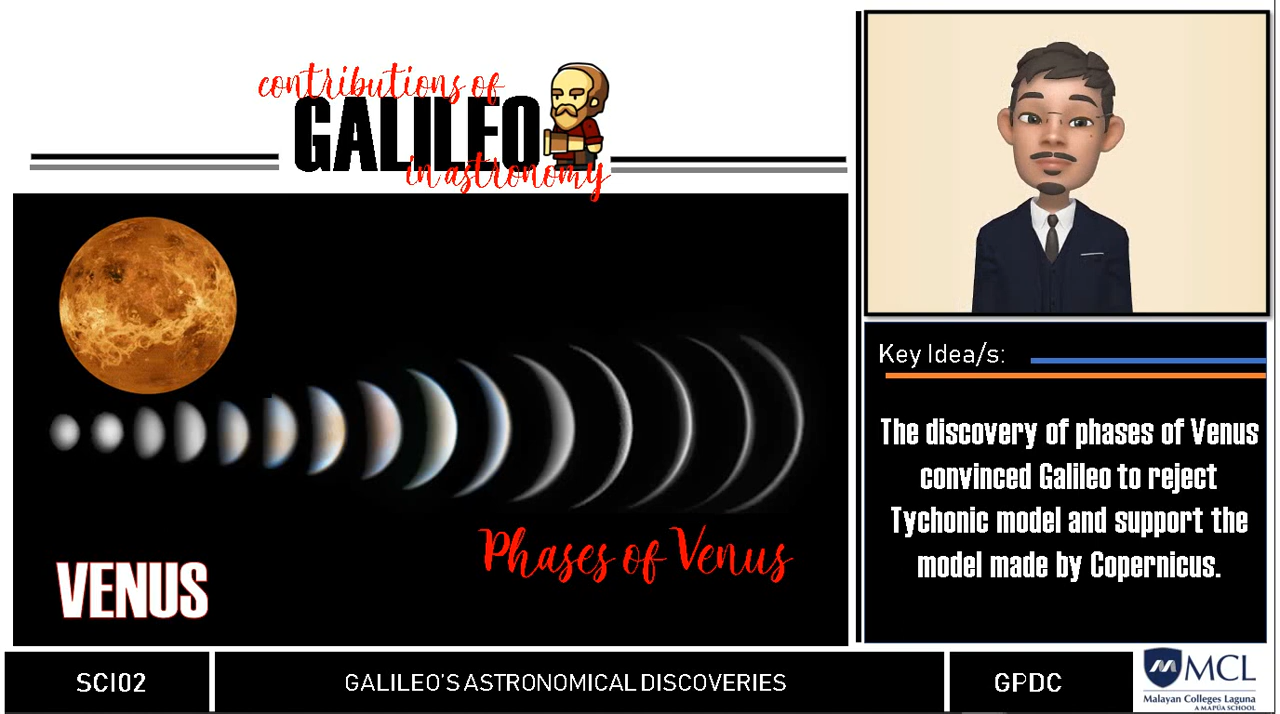 contributions of
GALILEO
in astronomy
VENUS
Phases of Venus
Key Idea/s:
The discovery of phases of Venus
convinced Galileo to reject
Tychonic model and support the
model made by Copernicus.
SCI02
GALILEO'S ASTRONOMICAL DISCOVERIES
GPDC
MCL
Malayan Colleges Laguna
A MAPÚA SCHOOL